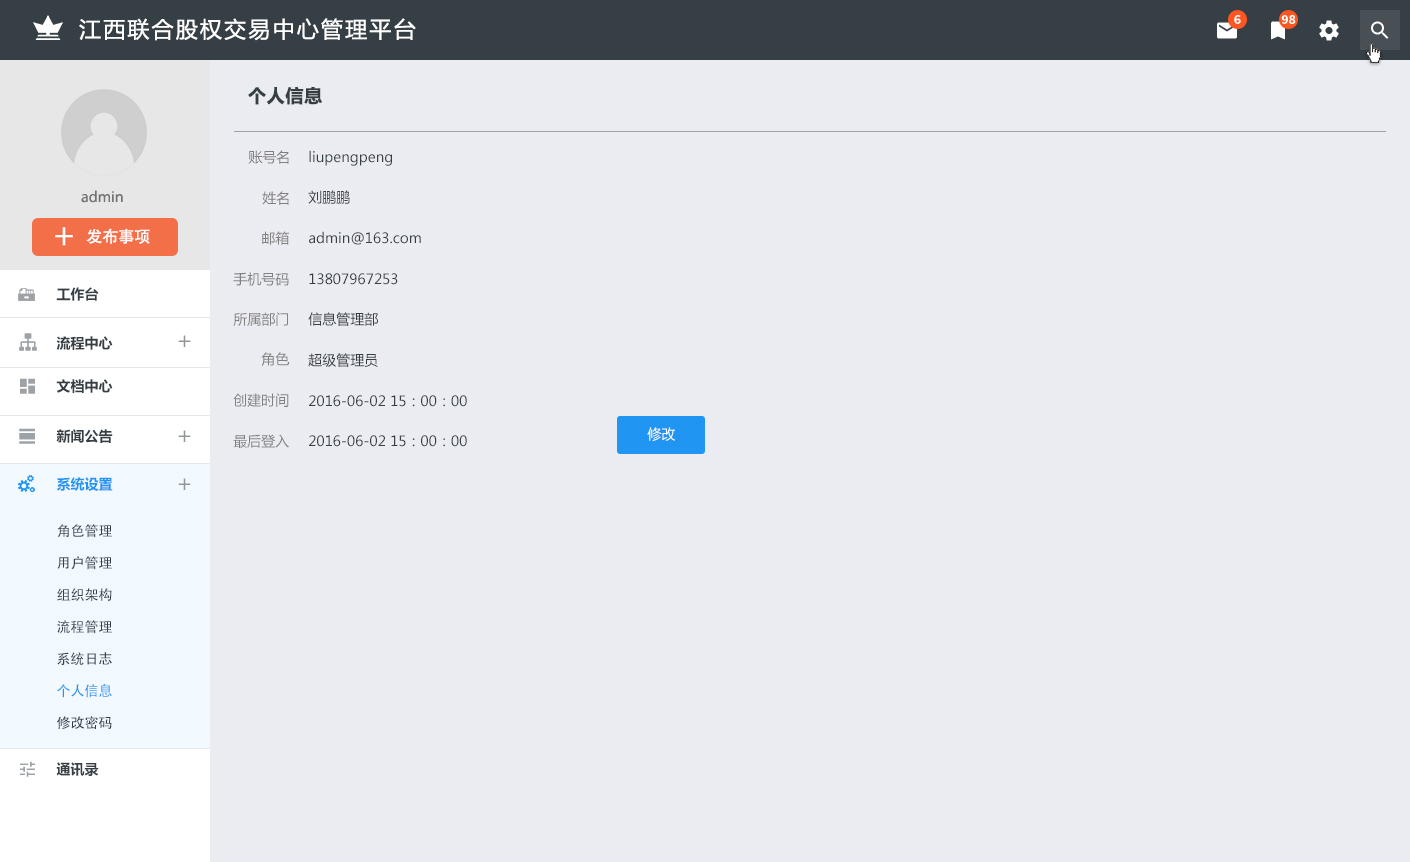 江西联合股权交易中心管理平台
6
98
admin
发布事项
工作台
流程中心
文档中心
新闻公告
系统设置
角色管理
用户管理
组织架构
流程管理
系统日志
个人信息
修改密码
通讯录
个人信息
账号名 liupengpeng
姓名 刘鹏鹏
邮箱 admin@163.com
手机号码 13807967253
所属部门 信息管理部
角色 超级管理员
创建时间 2016-06-02 15：00：00
最后登入 2016-06-02 15：00：00
修改